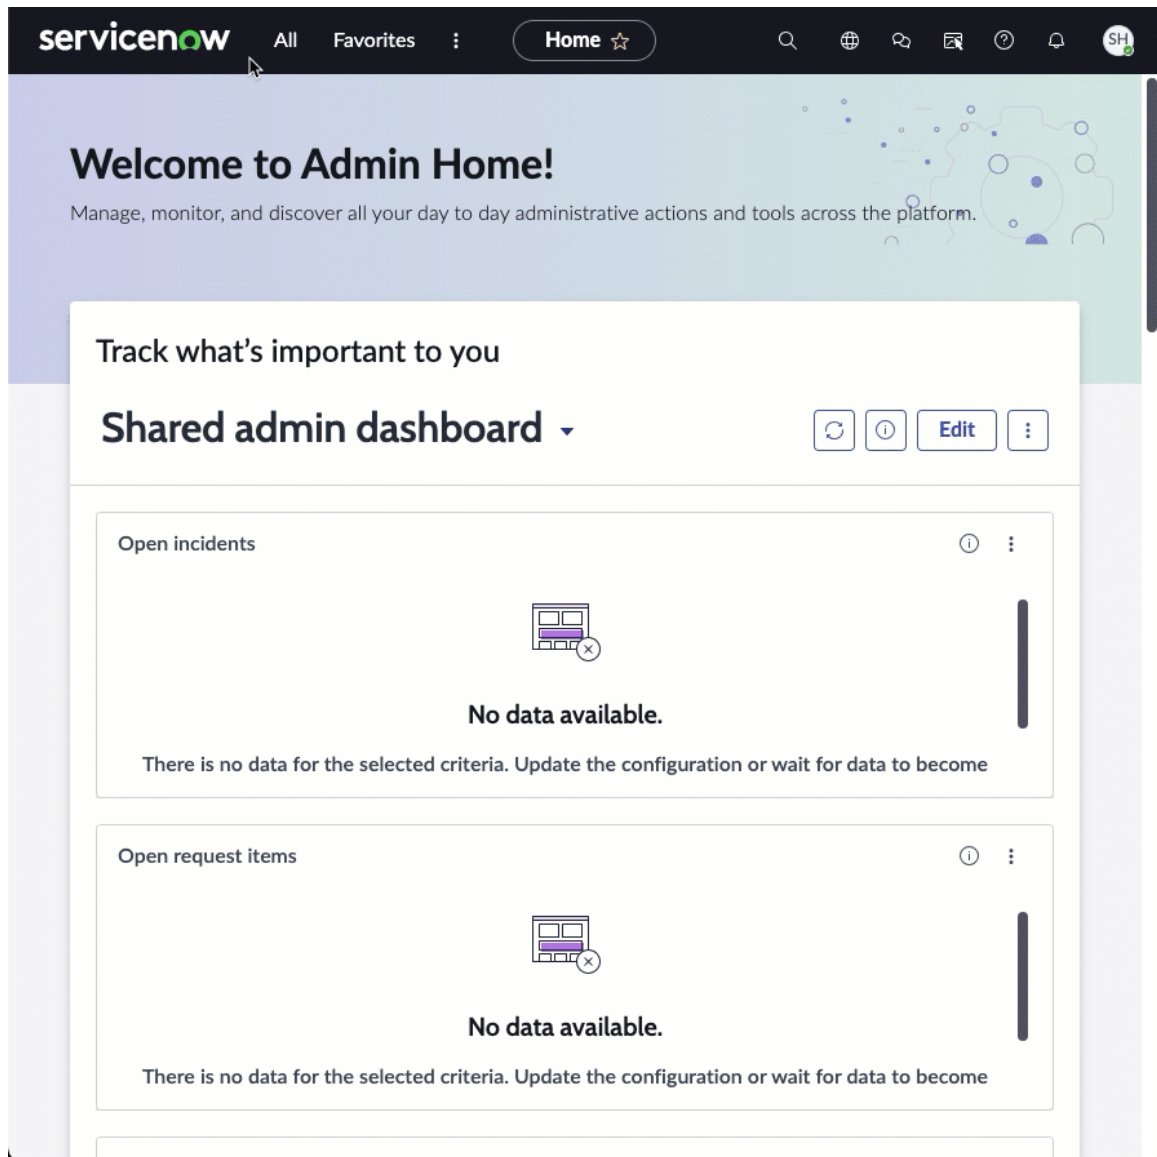 servicenow All Favorites Home SH
Welcome to Admin Home!
Manage, monitor, and discover all your day to day administrative actions and tools across the platform.
Track what's important to you
Shared admin dashboard Edit
Open incidents
No data available.
There is no data for the selected criteria. Update the configuration or wait for data to become
Open request items
No data available.
There is no data for the selected criteria. Update the configuration or wait for data to become